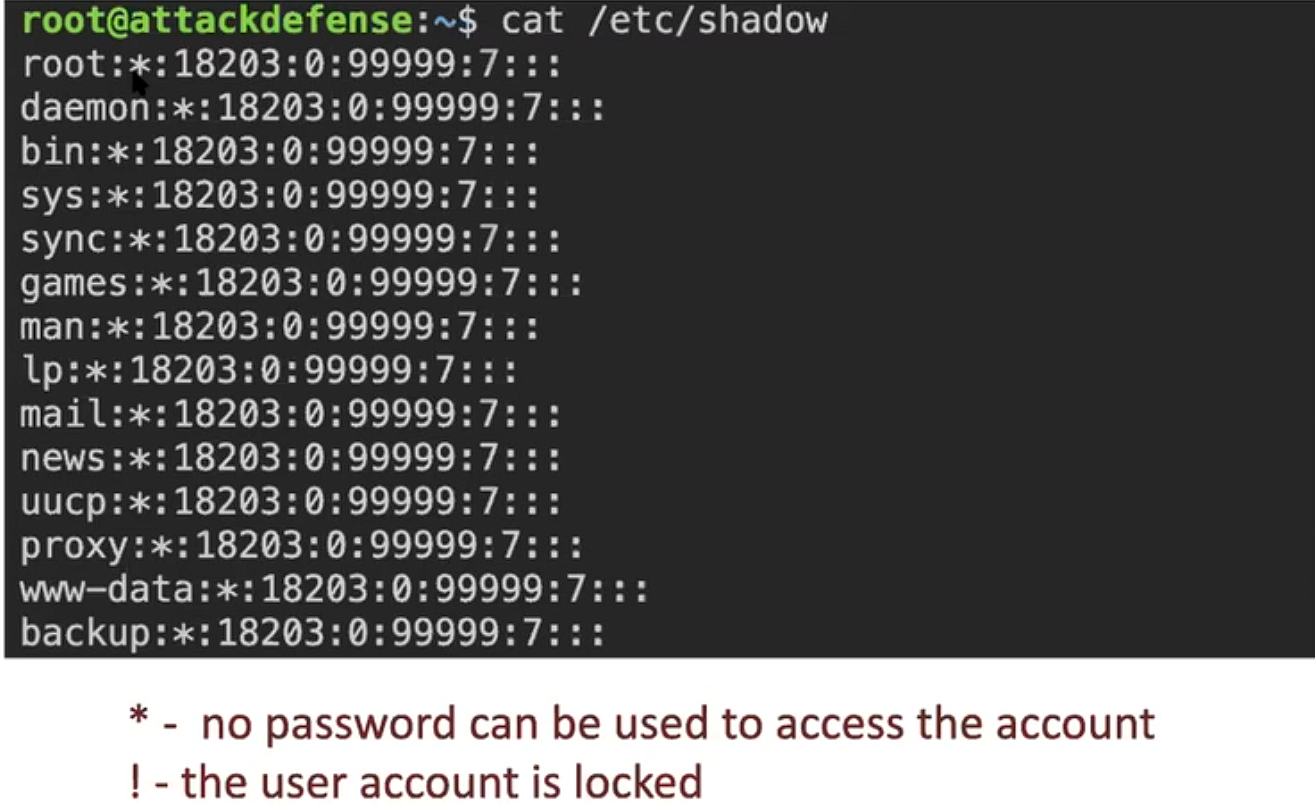 root@attackdefense:~$ cat /etc/shadow
root:*:18203:0:99999:7:::
daemon:*:18203:0:99999:7:::
bin:*:18203:0:99999:7:::
sys:*:18203:0:99999:7:::
sync:*:18203:0:99999:7:::
games:*:18203:0:99999:7:::
man:*:18203:0:99999:7:::
lp:*:18203:0:99999:7:::
mail:*:18203:0:99999:7:::
news:*:18203:0:99999:7:::
uucp:*:18203:0:99999:7:::
proxy:*:18203:0:99999:7:::
www-data:*:18203:0:99999:7:::
backup:*:18203:0:99999:7:::
* - no password can be used to access the account
! - the user account is locked